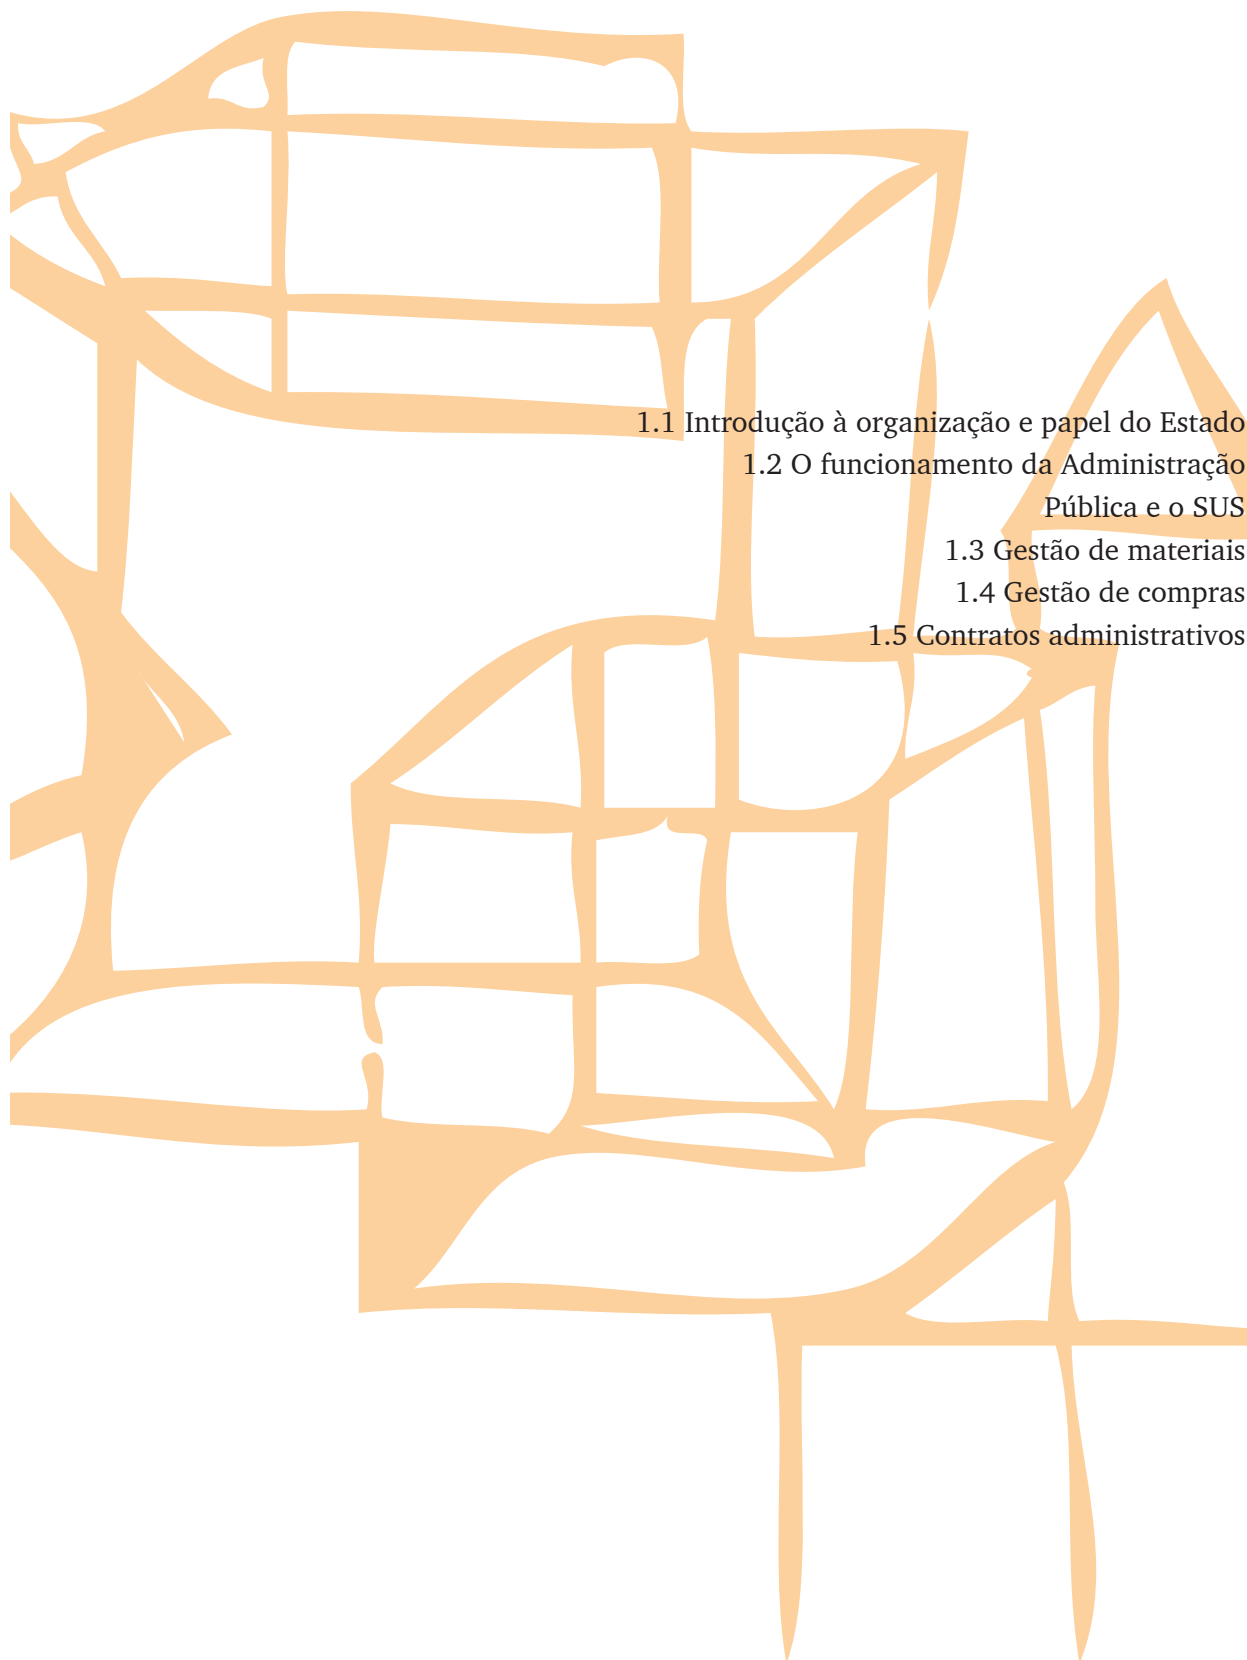 1.1 Introdução à organização e papel do Estado
1.2 O funcionamento da Administração
Pública e o SUS
1.3 Gestão de materiais
1.4 Gestão de compras
1.5 Contratos administrativos